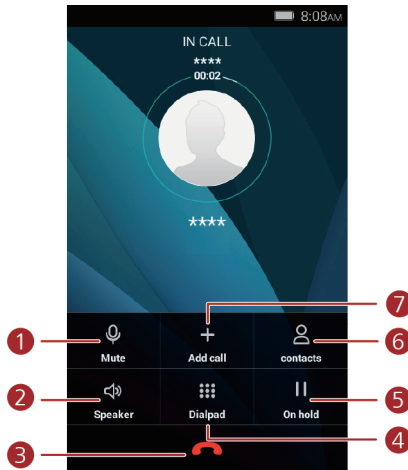 8:08AM
IN CALL
****
00:02
****
7
1 Mute Add call contacts 6
2 Speaker Dialpad On hold 5
3 4